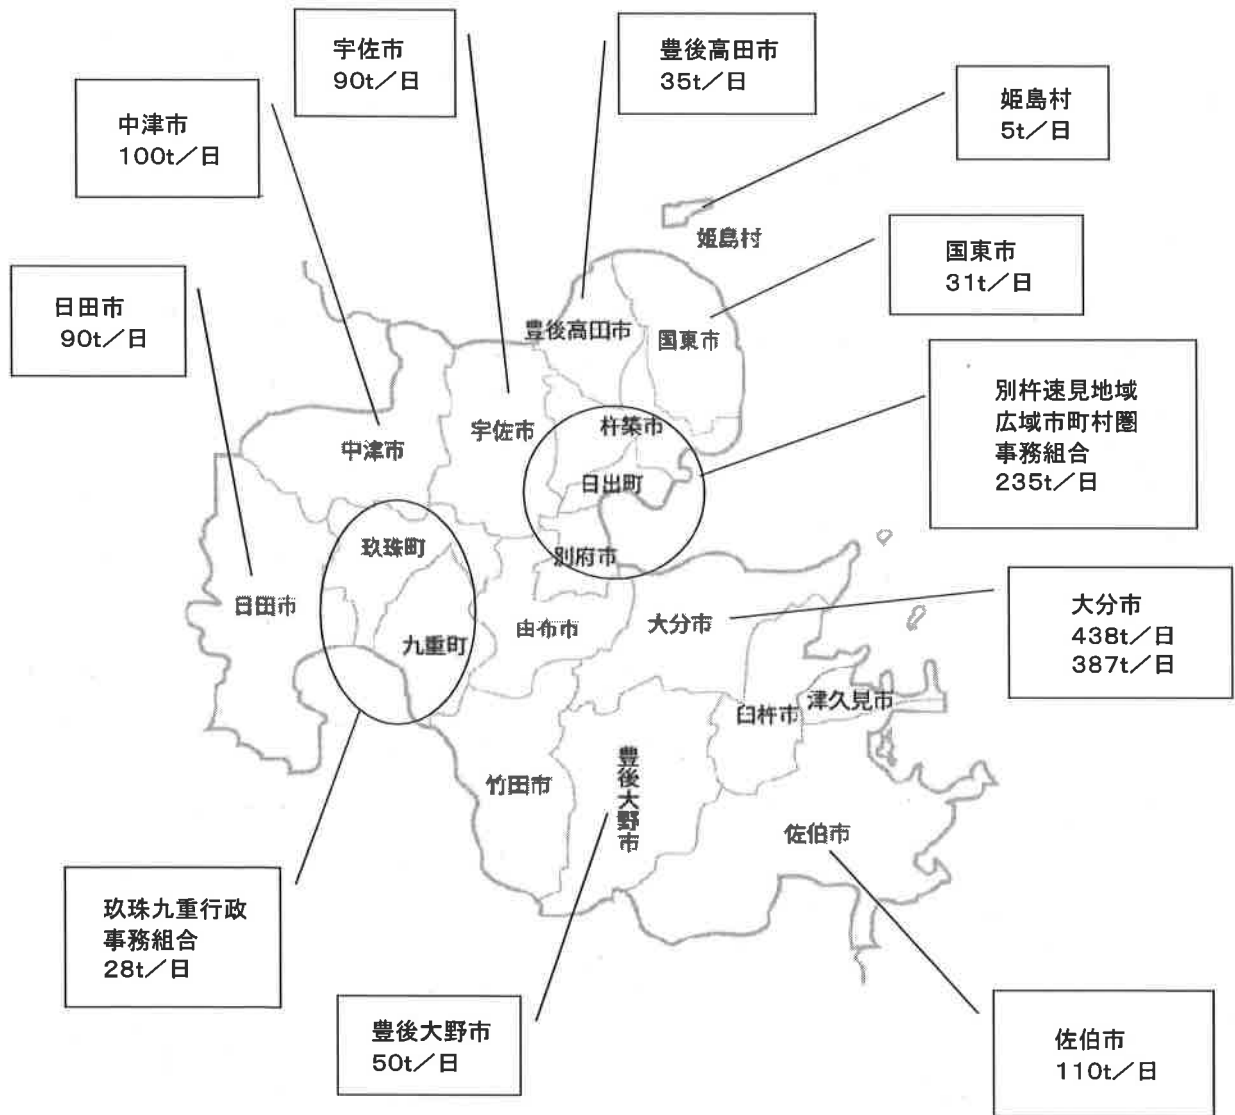 宇佐市
90t／日
豊後高田市
35t／日
姫島村
5t／日
中津市
100t／日
国東市
31t／日
日田市
90t／日
別杵速見地域
広域市町村圏
事務組合
235t／日
大分市
438t／日
387t／日
玖珠九重行政
事務組合
28t／日
豊後大野市
50t／日
佐伯市
110t／日
姫島村
豊後高田市
国東市
杵築市
宇佐市
中津市
日出町
玖珠町
別府市
日田市
九重町
由布市
大分市
臼杵市
津久見市
竹田市
豊後大野市
佐伯市